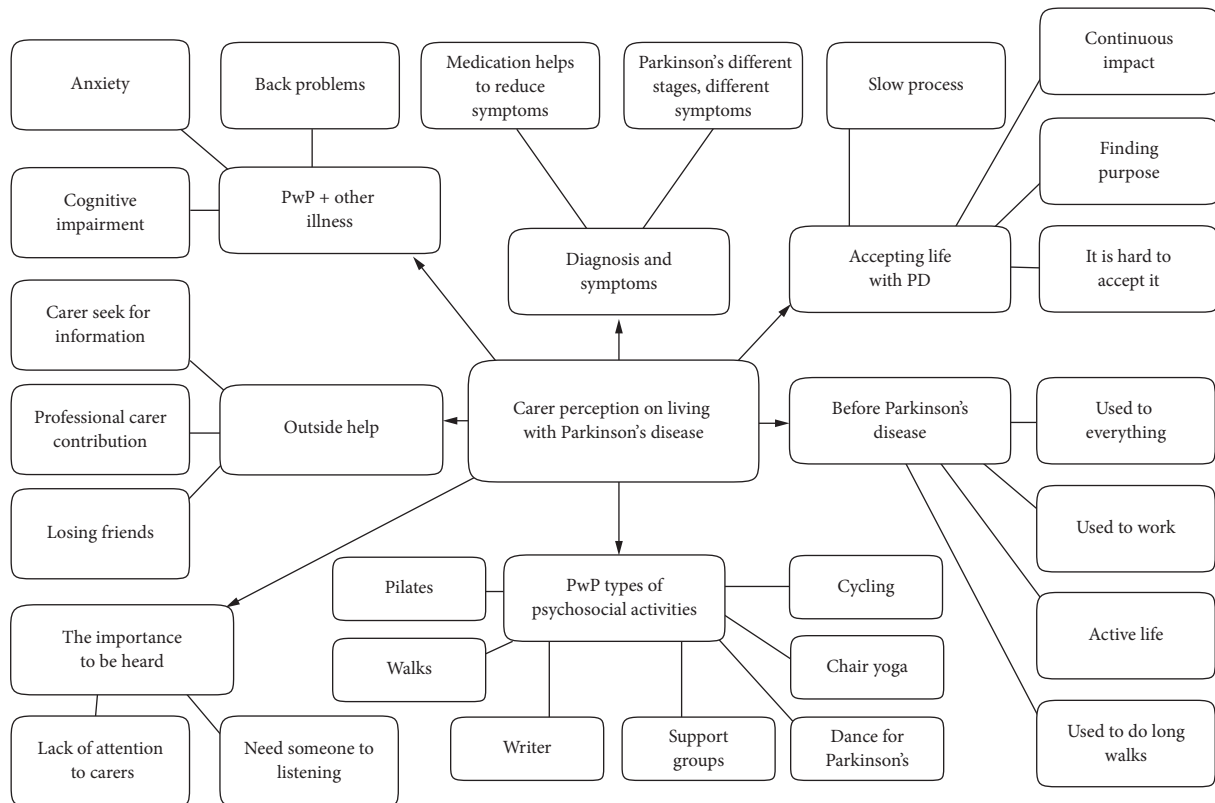 Anxiety
Back problems
Medication helps
to reduce
symptoms
Parkinson’s different
stages, different
symptoms
Slow process
Continuous
impact
Cognitive
impairment
PwP + other
illness
Finding
purpose
Diagnosis and
symptoms
Accepting life
with PD
It is hard to
accept it
Carer seek for
information
Professional carer
contribution
Outside help
Carer perception on living
with Parkinson’s disease
Before Parkinson’s
disease
Used to
everything
Losing friends
Used to work
Pilates
PwP types of
psychosocial activities
Cycling
The importance
to be heard
Walks
Chair yoga
Active life
Lack of attention
to carers
Need someone to
listening
Writer
Support
groups
Dance for
Parkinson’s
Used to do long
walks